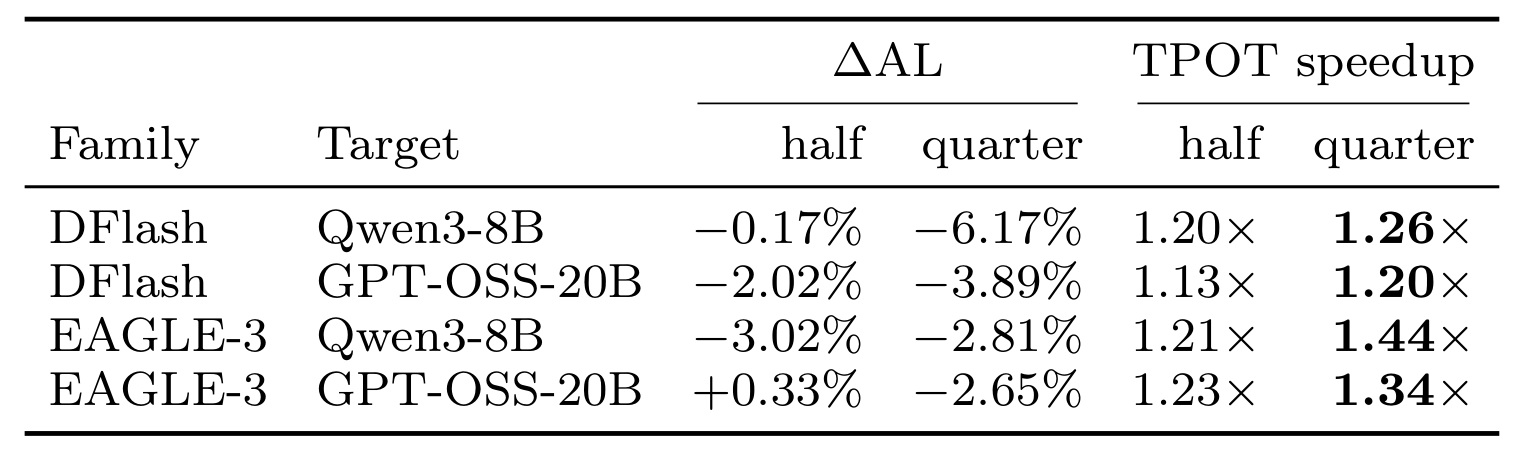 ΔAL TPOT speedup
Family Target half quarter half quarter
DFlash Qwen3-8B −0.17% −6.17% 1.20× 1.26×
DFlash GPT-OSS-20B −2.02% −3.89% 1.13× 1.20×
EAGLE-3 Qwen3-8B −3.02% −2.81% 1.21× 1.44×
EAGLE-3 GPT-OSS-20B +0.33% −2.65% 1.23× 1.34×